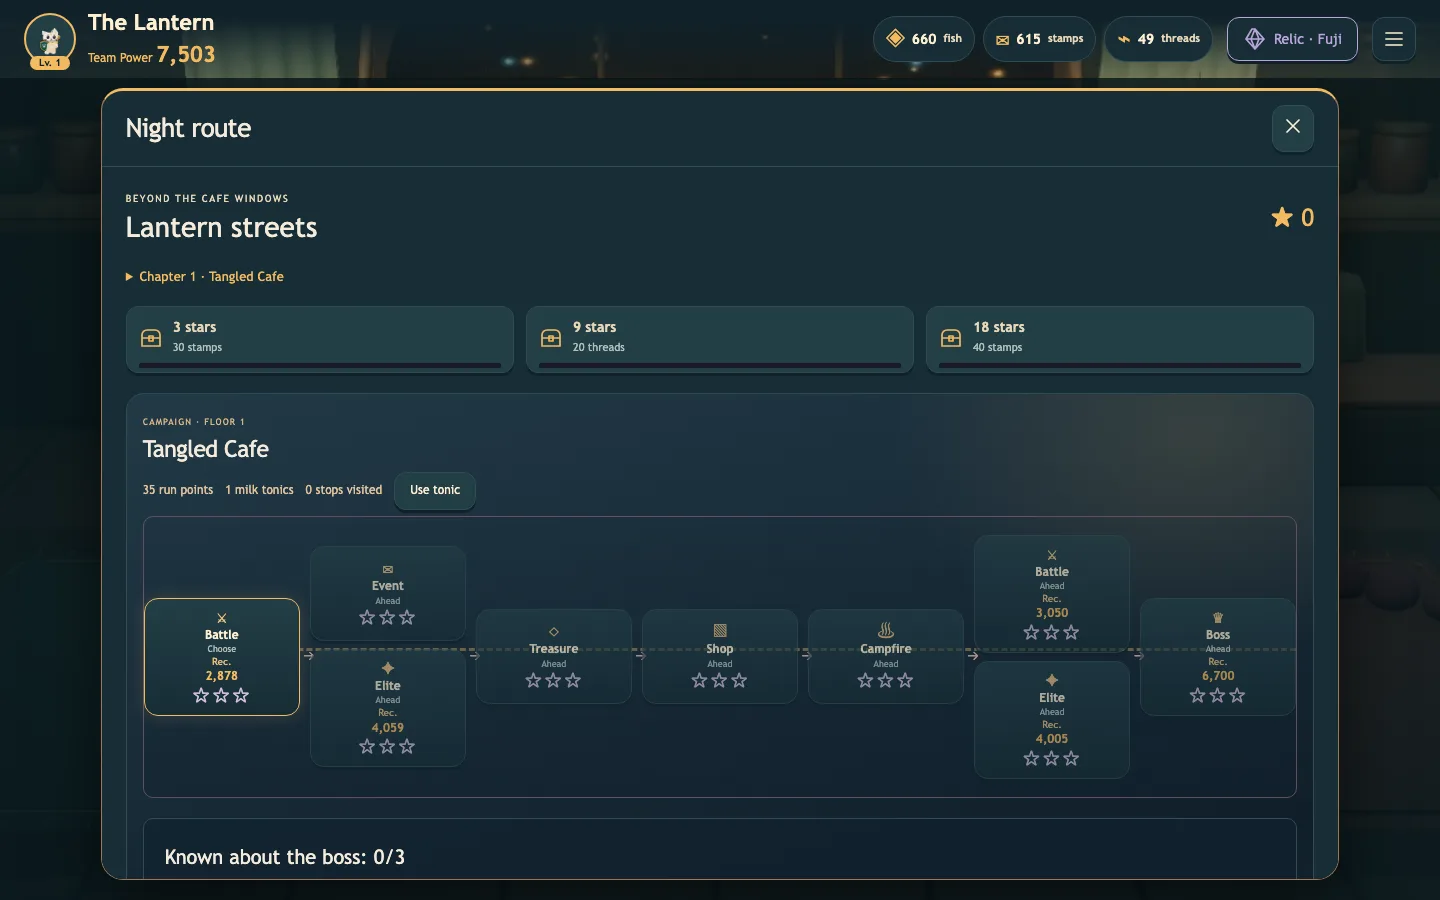 The Lantern
Lv. 1
Team Power 7,503
660 fish
615 stamps
49 threads
Relic · Fuji
Night route
BEYOND THE CAFE WINDOWS
Lantern streets
0
Chapter 1 · Tangled Cafe
3 stars
30 stamps
9 stars
20 threads
18 stars
40 stamps
CAMPAIGN · FLOOR 1
Tangled Cafe
35 run points 1 milk tonics 0 stops visited Use tonic
Battle
Choose
Rec.
2,878
Event
Ahead
Elite
Ahead
Rec.
4,059
Treasure
Ahead
Shop
Ahead
Campfire
Ahead
Battle
Ahead
Rec.
3,050
Elite
Ahead
Rec.
4,005
Boss
Ahead
Rec.
6,700
Known about the boss: 0/3